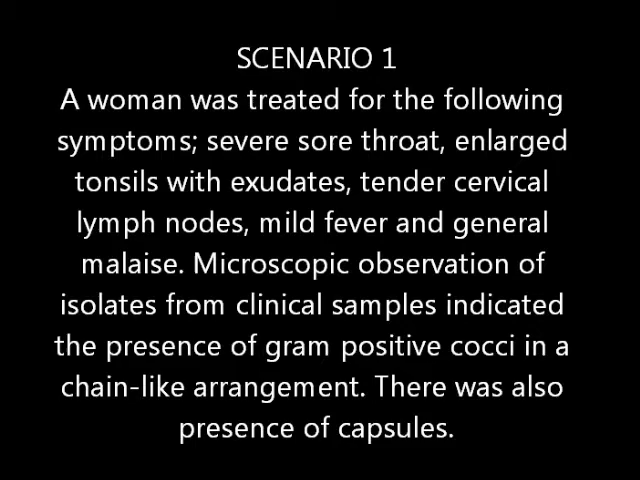 SCENARIO 1
A woman was treated for the following
symptoms; severe sore throat, enlarged
tonsils with exudates, tender cervical
lymph nodes, mild fever and general
malaise. Microscopic observation of
isolates from clinical samples indicated
the presence of gram positive cocci in a
chain-like arrangement. There was also
presence of capsules.